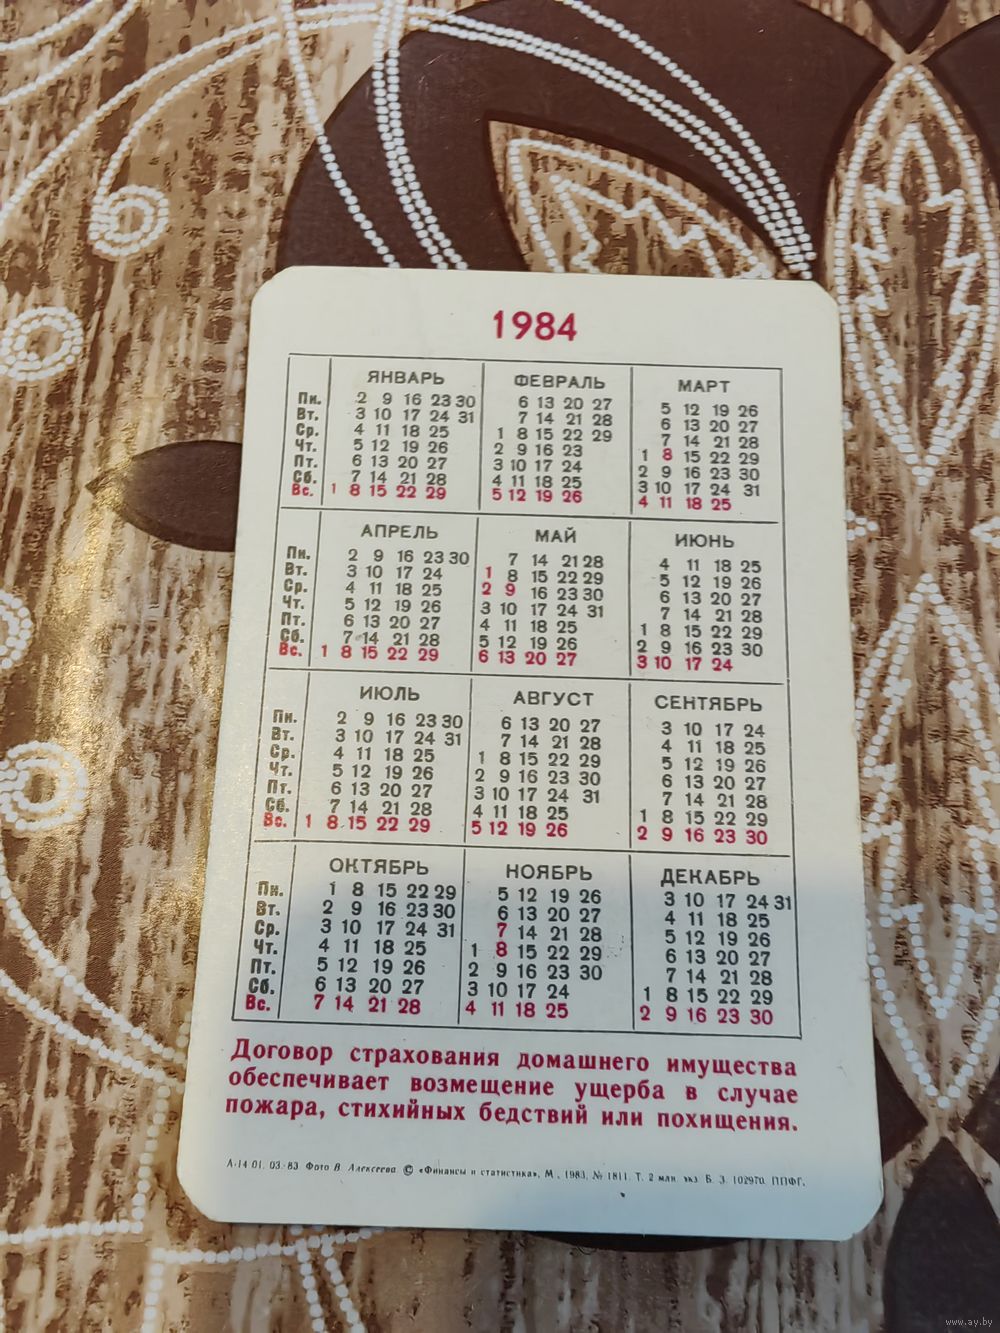 1984
ЯНВАРЬ ФЕВРАЛЬ МАРТ
Пн. 2 9 16 23 30 6 13 20 27 5 12 19 26
Вт. 3 10 17 24 31 7 14 21 28 6 13 20 27
Ср. 4 11 18 25 1 8 15 22 29 7 14 21 28
Чт. 5 12 19 26 2 9 16 23 1 8 15 22 29
Пт. 6 13 20 27 3 10 17 24 2 9 16 23 30
Сб. 7 14 21 28 4 11 18 25 3 10 17 24 31
Вс. 1 8 15 22 29 5 12 19 26 4 11 18 25
АПРЕЛЬ МАЙ ИЮНЬ
Пн. 2 9 16 23 30 7 14 21 28 4 11 18 25
Вт. 3 10 17 24 1 8 15 22 29 5 12 19 26
Ср. 4 11 18 25 2 9 16 23 30 6 13 20 27
Чт. 5 12 19 26 3 10 17 24 31 7 14 21 28
Пт. 6 13 20 27 4 11 18 25 1 8 15 22 29
Сб. 7 14 21 28 5 12 19 26 2 9 16 23 30
Вс. 1 8 15 22 29 6 13 20 27 3 10 17 24
ИЮЛЬ АВГУСТ СЕНТЯБРЬ
Пн. 2 9 16 23 30 6 13 20 27 3 10 17 24
Вт. 3 10 17 24 31 7 14 21 28 4 11 18 25
Ср. 4 11 18 25 1 8 15 22 29 5 12 19 26
Чт. 5 12 19 26 2 9 16 23 30 6 13 20 27
Пт. 6 13 20 27 3 10 17 24 31 7 14 21 28
Сб. 7 14 21 28 4 11 18 25 1 8 15 22 29
Вс. 1 8 15 22 29 5 12 19 26 2 9 16 23 30
ОКТЯБРЬ НОЯБРЬ ДЕКАБРЬ
Пн. 1 8 15 22 29 5 12 19 26 3 10 17 24 31
Вт. 2 9 16 23 30 6 13 20 27 4 11 18 25
Ср. 3 10 17 24 31 7 14 21 28 5 12 19 26
Чт. 4 11 18 25 1 8 15 22 29 6 13 20 27
Пт. 5 12 19 26 2 9 16 23 30 7 14 21 28
Сб. 6 13 20 27 3 10 17 24 1 8 15 22 29
Вс. 7 14 21 28 4 11 18 25 2 9 16 23 30
Договор страхования домашнего имущества
обеспечивает возмещение ущерба в случае
пожара, стихийных бедствий или похищения.
А-14.01. 03.-83 Фото В. Алексеева © «Финансы и статистика», М., 1983, № 1811. Т. 2 млн. экз. Б. З. 102970. ППФГ.
www.ay.by